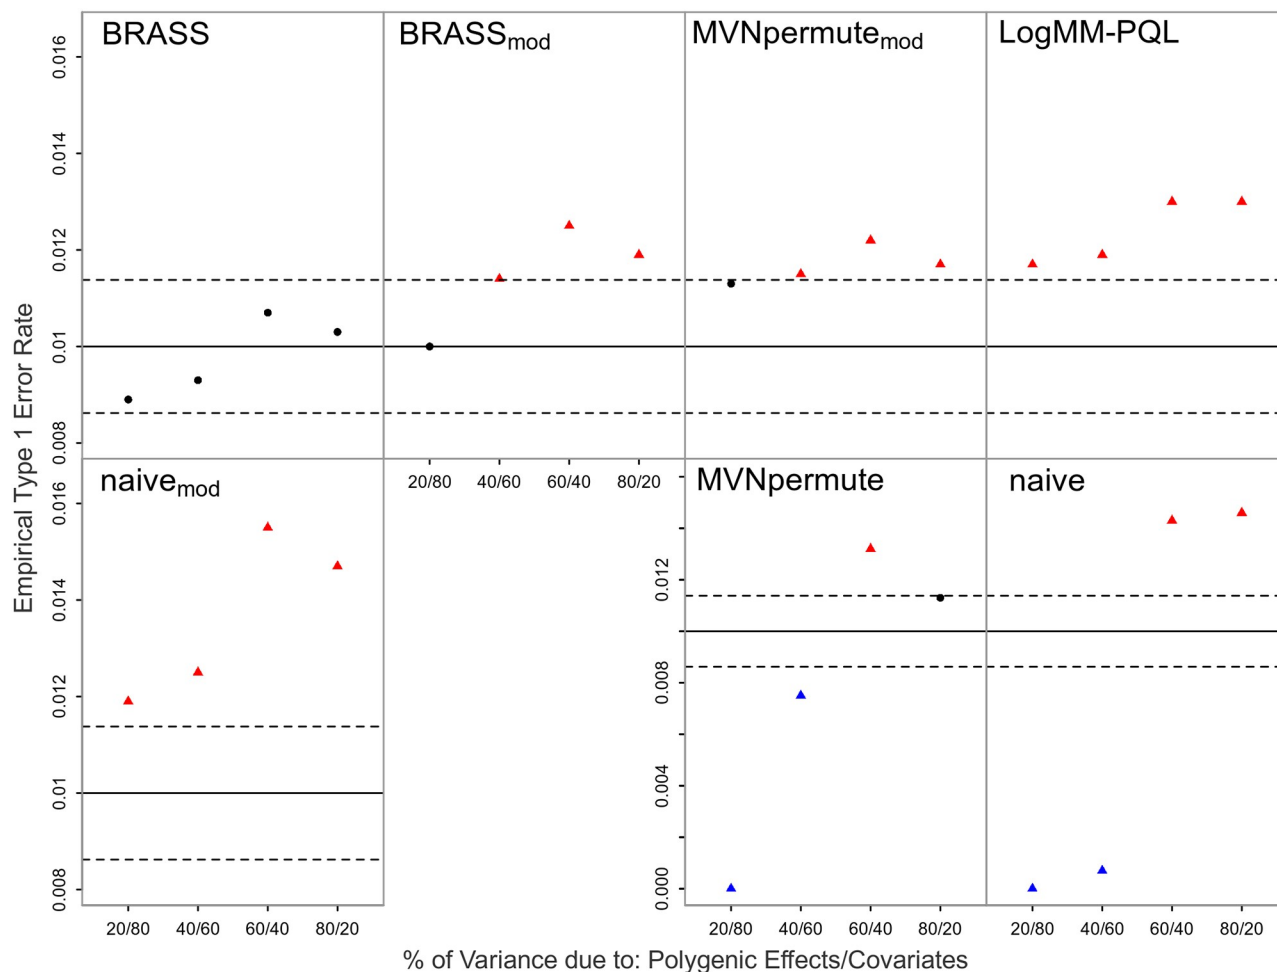 BRASS
BRASSmod
MVNpermutemod
LogMM-PQL
0.016
0.014
0.012
0.01
0.008
20/80 40/60 60/40 80/20
naivemod
MVNpermute
naive
0.016
0.014
0.012
0.01
0.008
0.012
0.008
0.004
0.000
20/80 40/60 60/40 80/20
20/80 40/60 60/40 80/20
20/80 40/60 60/40 80/20
Empirical Type 1 Error Rate
% of Variance due to: Polygenic Effects/Covariates